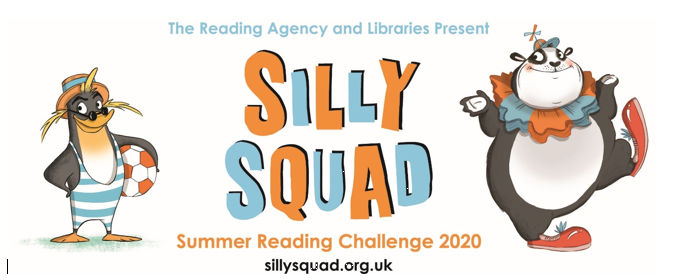 The Reading Agency and Libraries Present
SILLY
SQUAD
Summer Reading Challenge 2020
sillysquad.org.uk